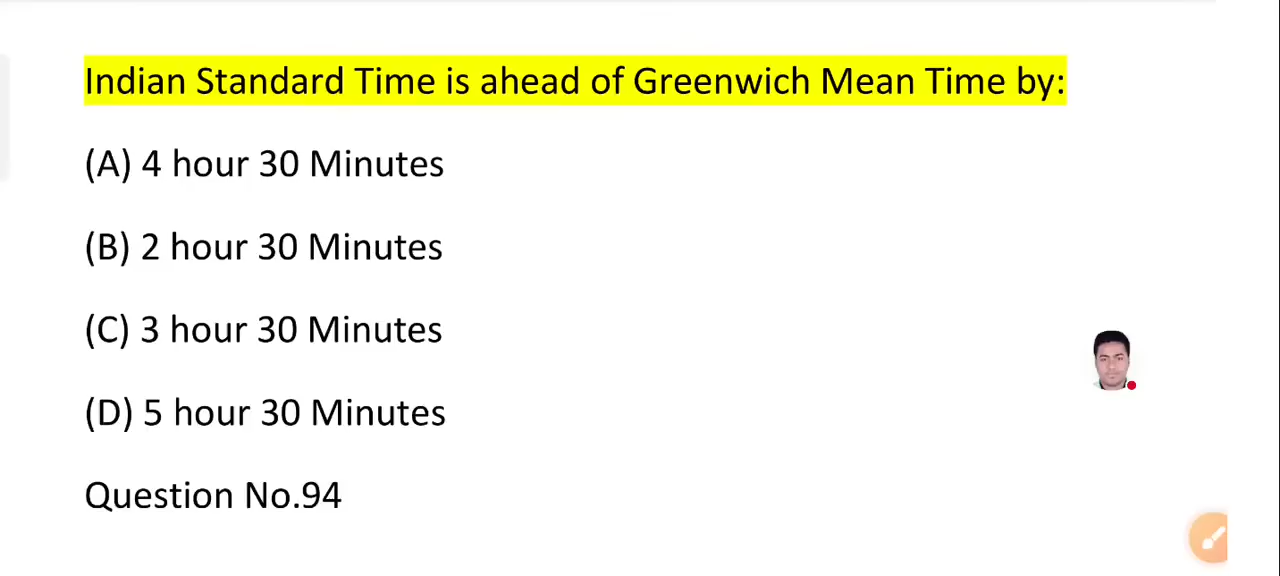 Indian Standard Time is ahead of Greenwich Mean Time by:
(A) 4 hour 30 Minutes
(B) 2 hour 30 Minutes
(C) 3 hour 30 Minutes
(D) 5 hour 30 Minutes
Question No.94